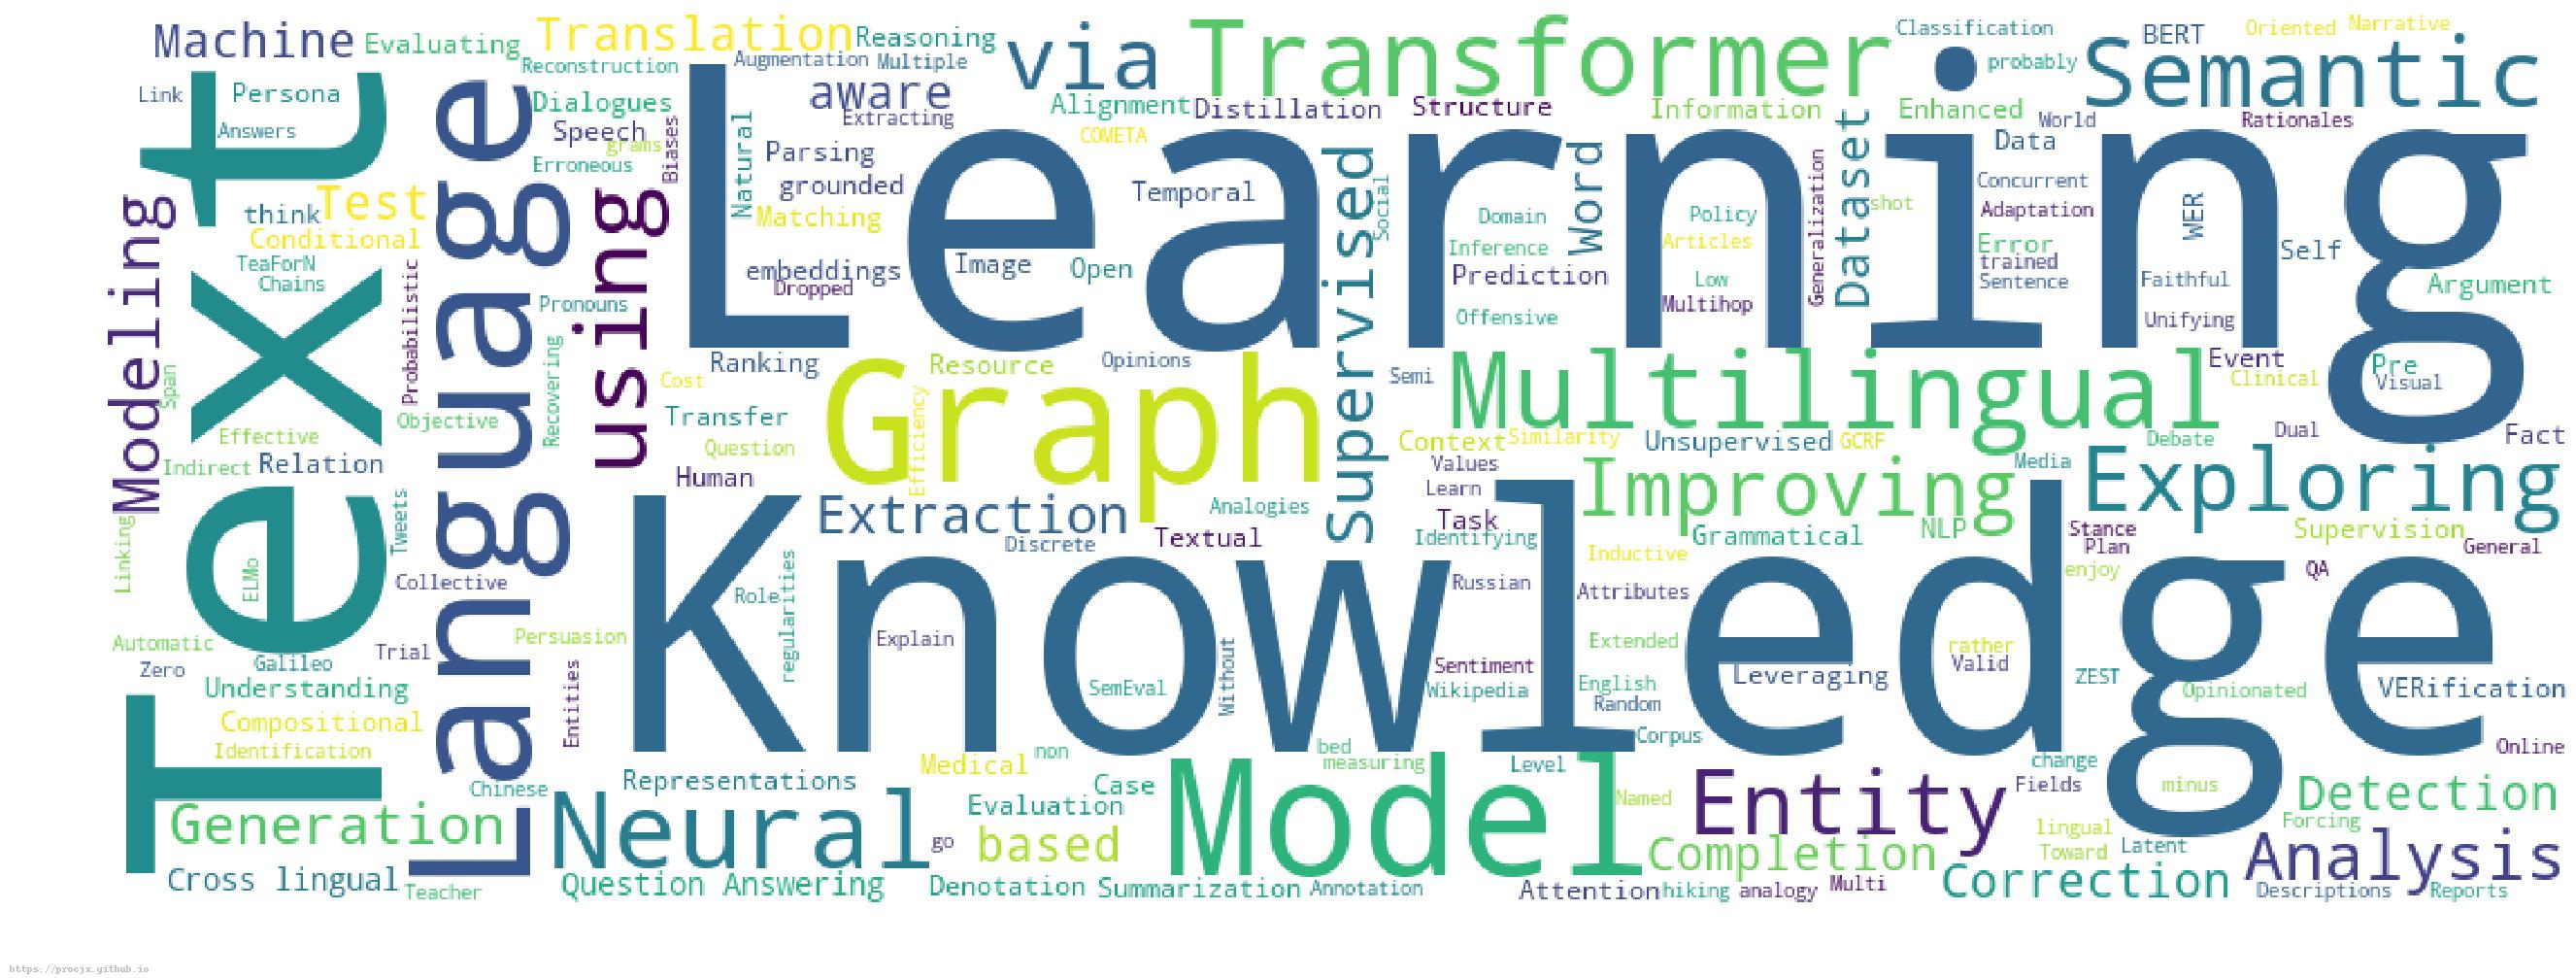 Machine
Evaluating
Translation
Reasoning
via
Transformer
Classification
Semantic
BERT
Oriented
Narrative
Reconstruction
Augmentation
Multiple
probably
Link
Persona
Dialogues
aware
Alignment
Distillation
Structure
Information
Enhanced
World
Rationales
Answers
Speech
grams
Biases
Extracting
COMETA
Erroneous
Natural
Parsing
grounded
Matching
Temporal
Supervised
Social
Word
Domain
Policy
Generalization
Dataset
shot
Data
Concurrent
Adaptation
WER
Learning
Text
Language
using
Modeling
think
Test
Conditional
TeaForN
Chains
Probabilistic
Pronouns
embeddings
Dropped
Image
Open
Inference
Prediction
Articles
Low
Multihop
Error
trained
Sentence
Faithful
Self
Argument
Offensive
Unifying
Span
Objective
Recovering
Ranking
Cost
Transfer
Question
Human
Graph
Efficiency
Resource
Opinions
Semi
Multilingual
Event
Clinical
Pre
Visual
Effective
Indirect
Relation
Context
Similarity
Unsupervised
GCRF
Debate
Dual
Fact
Values
Learn
Improving
Media
Exploring
Linking
Tweets
Extraction
Analogies
Discrete
Textual
Task
Identifying
Grammatical
NLP
Stance
Plan
Supervision
General
ELMo
Collective
Knowledge
Role
regularities
Russian
Inductive
Attributes
enjoy
QA
Automatic
Zero
Galileo
Trial
Persuasion
Entities
Explain
Without
Sentiment
Extended
rather
Valid
Understanding
SemEval
Wikipedia
English
Random
Leveraging
ZEST
Opinionated
VERification
Compositional
Identification
Medical
non
bed
measuring
Corpus
Online
Chinese
Representations
Case
Level
change
Generation
Neural
Evaluation
Model
Named
Entity
Fields
minus
Detection
Forcing
go
based
Completion
lingual
Toward
Latent
Analysis
Cross lingual
Teacher
Question Answering
Denotation
Summarization
Annotation
Attention
hiking
analogy
Multi
Correction
Descriptions
Reports
https://procjx.github.io